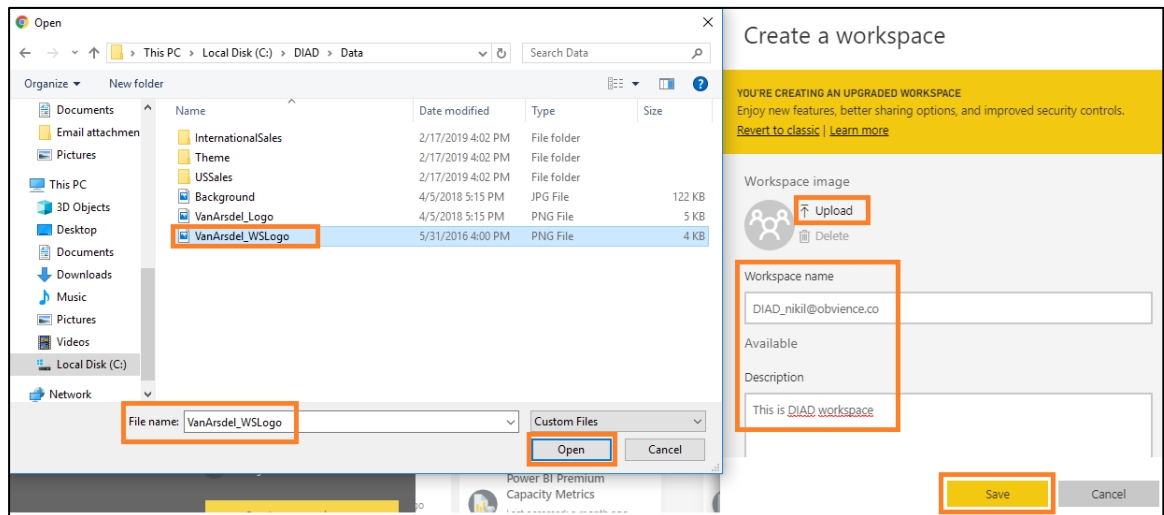 Open
This PC > Local Disk (C:) > DIAD > Data
Search Data
Organize
New folder
Documents
Email attachmen
Pictures
This PC
3D Objects
Desktop
Documents
Downloads
Music
Pictures
Videos
Local Disk (C:)
Network
Name Date modified Type Size
InternationalSales 2/17/2019 4:02 PM File folder
Theme 2/17/2019 4:02 PM File folder
USSales 2/17/2019 4:02 PM File folder
Background 4/5/2018 5:15 PM JPG File 122 KB
VanArsdel_Logo 4/5/2018 5:15 PM PNG File 5 KB
VanArsdel_WSLogo 5/31/2016 4:00 PM PNG File 4 KB
File name: VanArsdel_WSLogo
Custom Files
Open Cancel
Power BI Premium
Capacity Metrics
Create a workspace
YOU'RE CREATING AN UPGRADED WORKSPACE
Enjoy new features, better sharing options, and improved security controls.
Revert to classic | Learn more
Workspace image
Upload
Delete
Workspace name
DIAD_nikil@obvience.co
Available
Description
This is DIAD workspace
Save Cancel